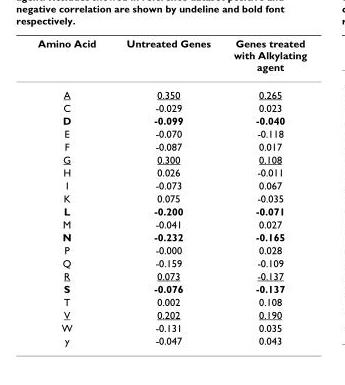 negative correlation are shown by undeline and bold font
respectively.
Amino Acid Untreated Genes Genes treated
with Alkylating
agent
A 0.350 0.265
C -0.029 0.023
D -0.099 -0.040
E -0.070 -0.118
F -0.087 0.017
G 0.300 0.108
H 0.026 -0.011
I -0.073 0.067
K 0.075 -0.035
L -0.200 -0.071
M -0.041 0.027
N -0.232 -0.165
P -0.000 0.028
Q -0.159 -0.109
R 0.073 -0.137
S -0.076 -0.137
T 0.002 0.108
V 0.202 0.190
W -0.131 0.035
y -0.047 0.043